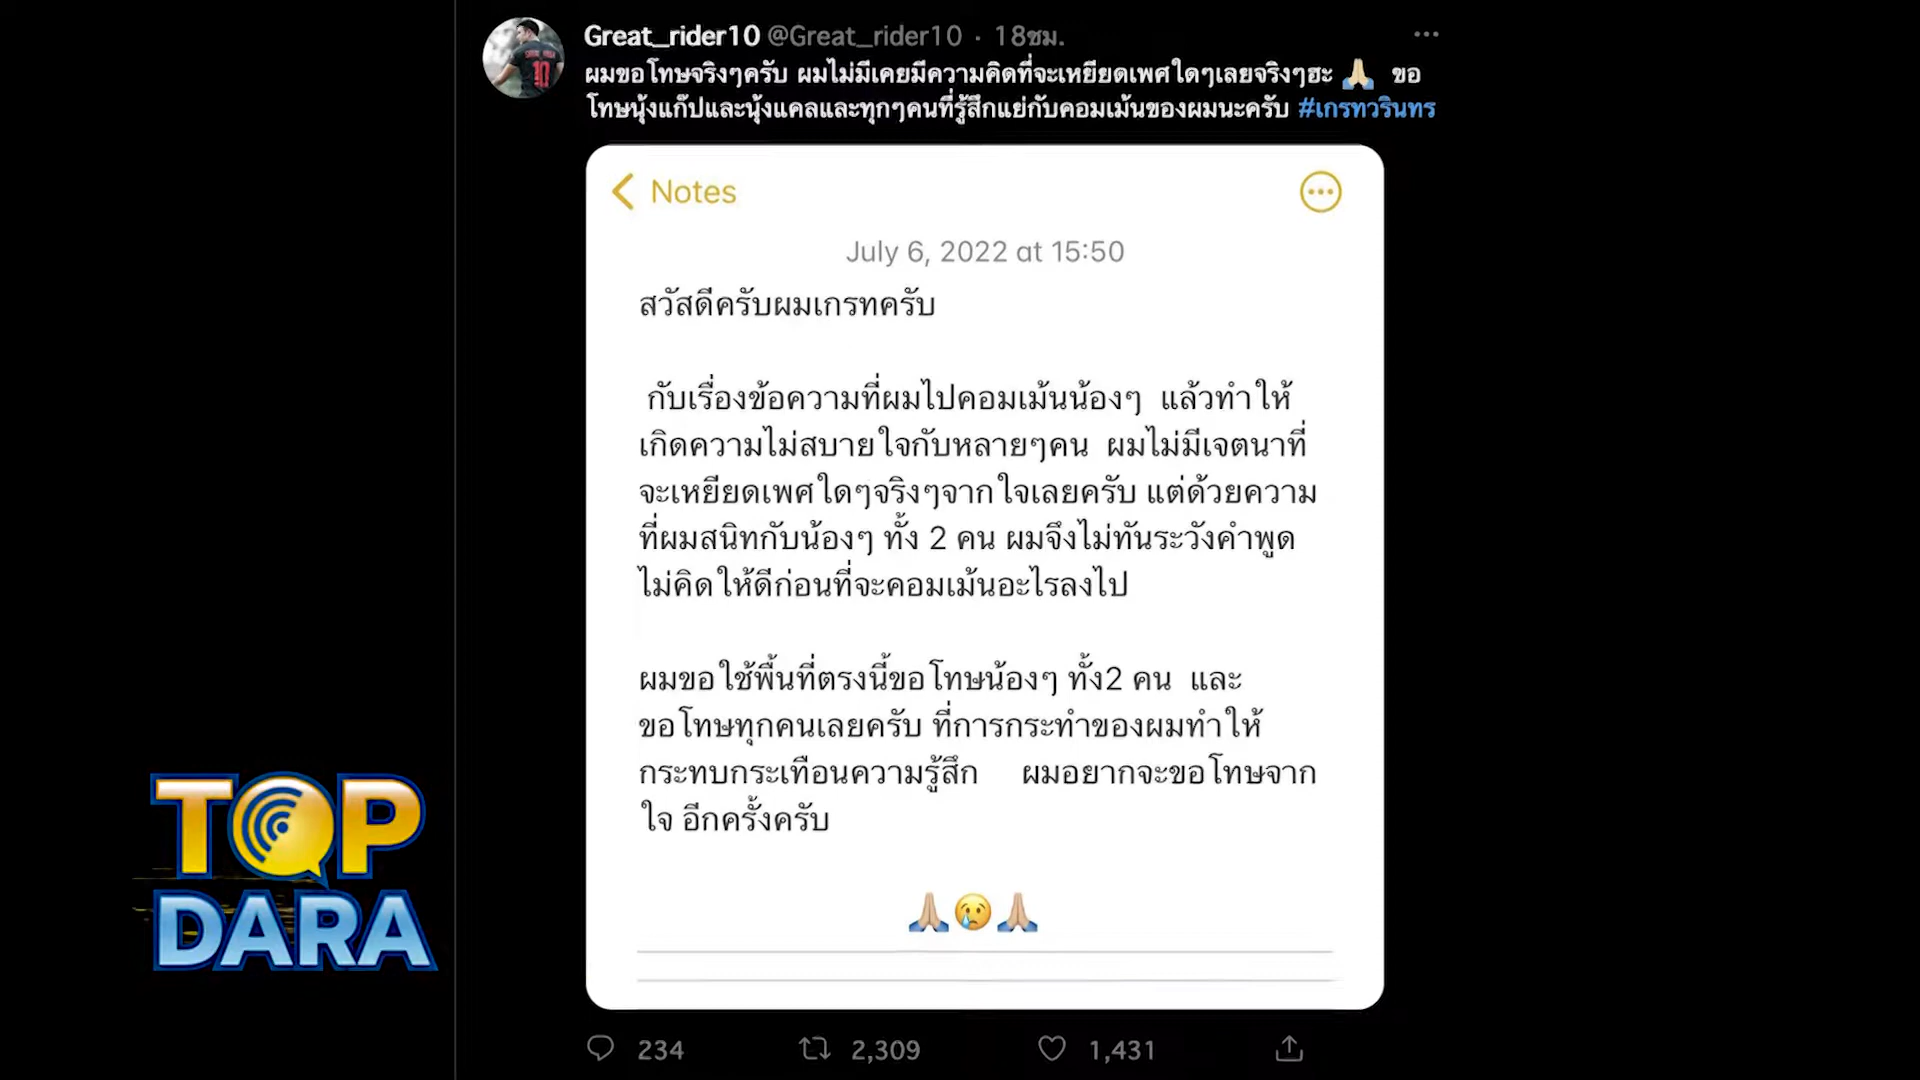 Great_rider10 @Great_rider10 · 18ชม.
ผมขอโทษจริงๆครับ ผมไม่มีเคยมีความคิดที่จะเหยียดเพศใดๆเลยจริงๆฮะ 🙏🏼 ขอ
โทษนุ้งแก๊ปและนุ้งแคลและทุกๆคนที่รู้สึกแย่กับคอมเม้นของผมนะครับ #เกรทวรินทร
Notes
July 6, 2022 at 15:50
สวัสดีครับผมเกรทครับ
กับเรื่องข้อความที่ผมไปคอมเม้นน้องๆ แล้วทำให้
เกิดความไม่สบายใจกับหลายๆคน ผมไม่มีเจตนาที่
จะเหยียดเพศใดๆจริงๆจากใจเลยครับ แต่ด้วยความ
ที่ผมสนิทกับน้องๆ ทั้ง 2 คน ผมจึงไม่ทันระวังคำพูด
ไม่คิดให้ดีก่อนที่จะคอมเม้นอะไรลงไป
ผมขอใช้พื้นที่ตรงนี้ขอโทษน้องๆ ทั้ง2 คน และ
ขอโทษทุกคนเลยครับ ที่การกระทำของผมทำให้
กระทบกระเทือนความรู้สึก ผมอยากจะขอโทษจาก
ใจ อีกครั้งครับ
🙏🏼😢🙏🏼
234 2,309 1,431
TOP
DARA